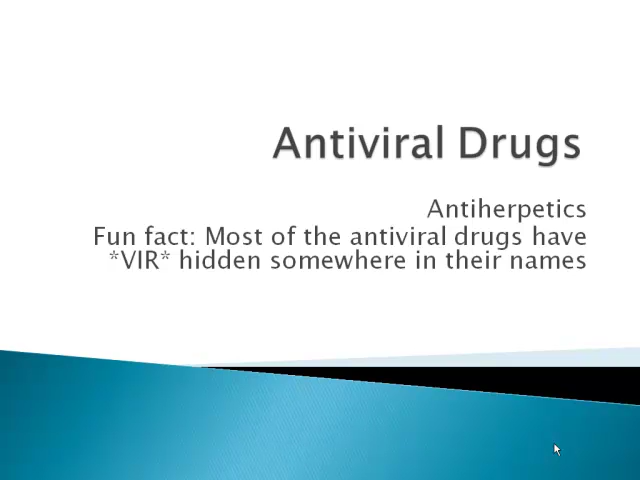 Antiviral Drugs
Antiherpetics
Fun fact: Most of the antiviral drugs have
*VIR* hidden somewhere in their names